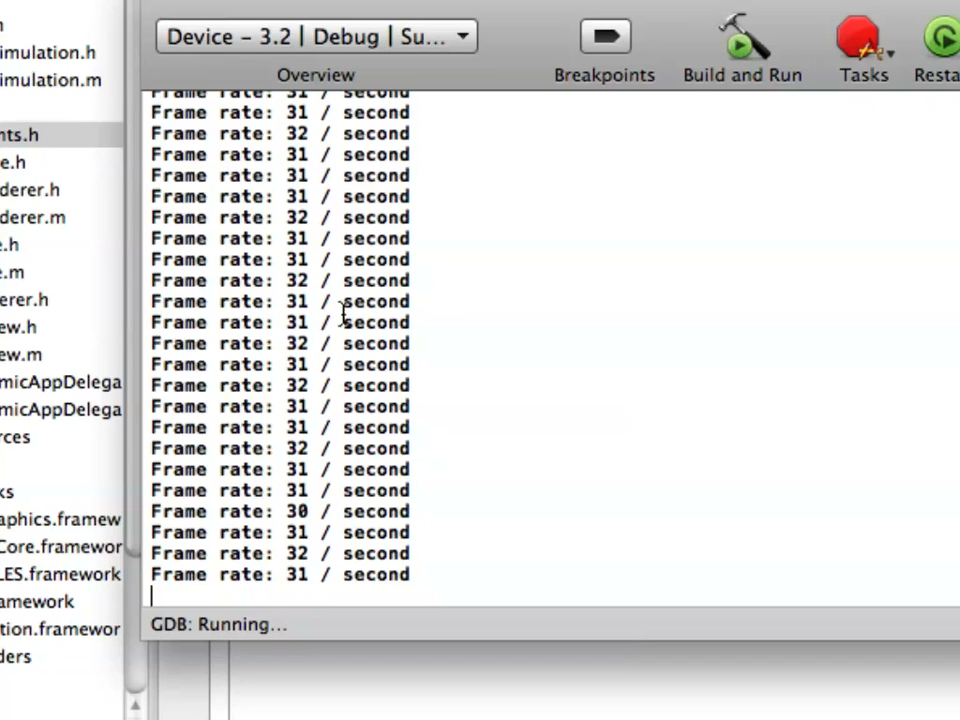 imulation.h
imulation.m
nts.h
e.h
derer.h
derer.m
e.h
e.m
erer.h
ew.h
ew.m
micAppDelega
micAppDelega
rces
ks
aphics.framew
Core.framewor
LES.framework
amework
tion.framewor
ders
Device - 3.2 | Debug | Su...
Overview
Breakpoints
Build and Run
Tasks
Resta
Frame rate: 31 / second
Frame rate: 31 / second
Frame rate: 32 / second
Frame rate: 31 / second
Frame rate: 31 / second
Frame rate: 31 / second
Frame rate: 32 / second
Frame rate: 31 / second
Frame rate: 31 / second
Frame rate: 32 / second
Frame rate: 31 / second
Frame rate: 31 / second
Frame rate: 32 / second
Frame rate: 31 / second
Frame rate: 32 / second
Frame rate: 31 / second
Frame rate: 31 / second
Frame rate: 32 / second
Frame rate: 31 / second
Frame rate: 31 / second
Frame rate: 30 / second
Frame rate: 31 / second
Frame rate: 32 / second
Frame rate: 31 / second
GDB: Running...